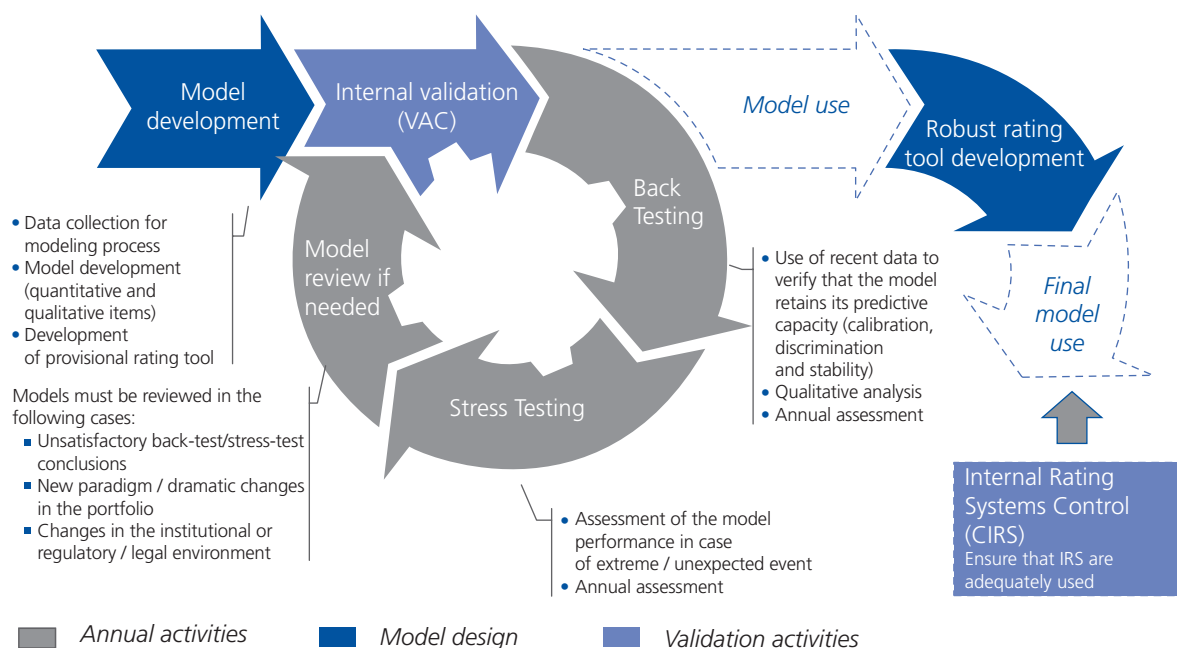 Model
development
Internal validation
(VAC)
Model use
Robust rating
tool development
Back
Testing
Model
review if
needed
Stress Testing
Final
model
use
• Data collection for
modeling process
• Model development
(quantitative and
qualitative items)
• Development
of provisional rating tool
Models must be reviewed in the
following cases:
■ Unsatisfactory back-test/stress-test
conclusions
■ New paradigm / dramatic changes
in the portfolio
■ Changes in the institutional or
regulatory / legal environment
• Use of recent data to
verify that the model
retains its predictive
capacity (calibration,
discrimination
and stability)
• Qualitative analysis
• Annual assessment
• Assessment of the model
performance in case
of extreme / unexpected event
• Annual assessment
Internal Rating
Systems Control
(CIRS)
Ensure that IRS are
adequately used
Annual activities
Model design
Validation activities